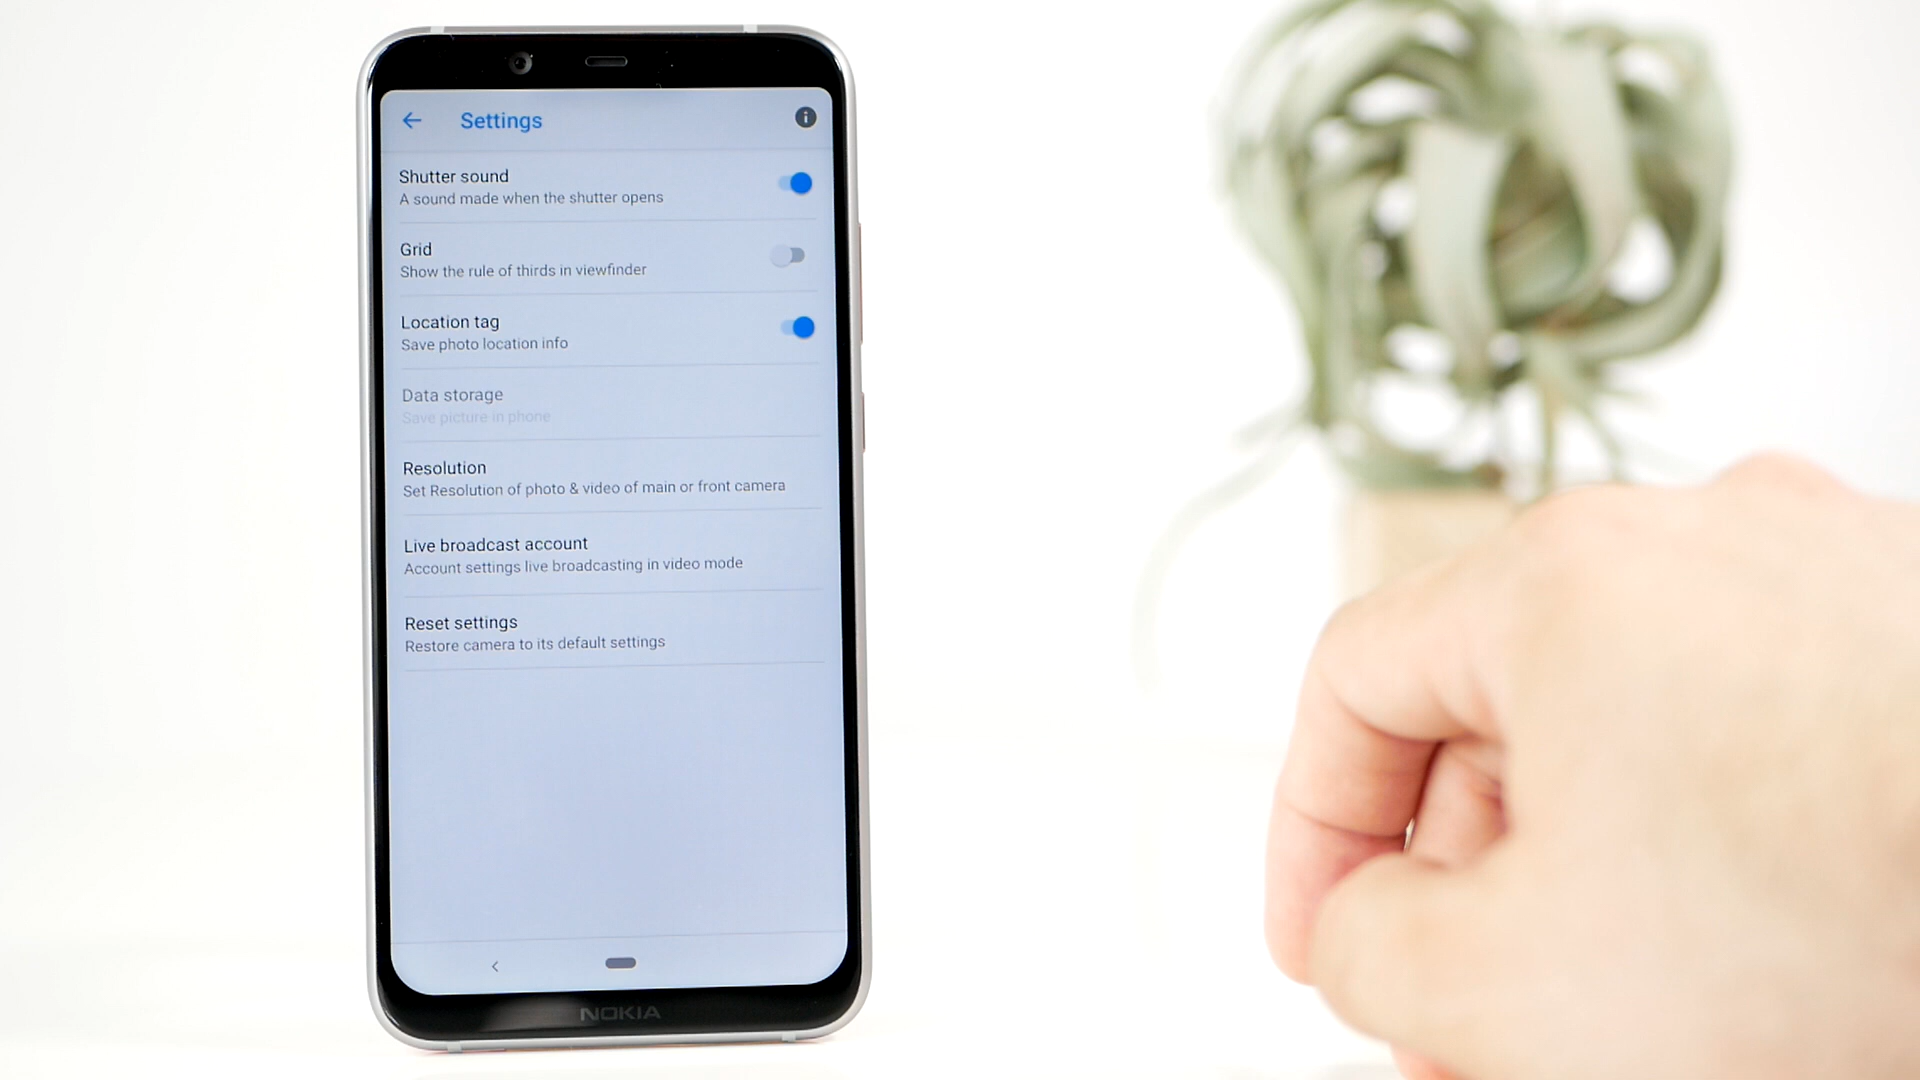 Settings
Shutter sound
A sound made when the shutter opens
Grid
Show the rule of thirds in viewfinder
Location tag
Save photo location info
Data storage
Save picture in phone
Resolution
Set Resolution of photo & video of main or front camera
Live broadcast account
Account settings live broadcasting in video mode
Reset settings
Restore camera to its default settings
NOKIA